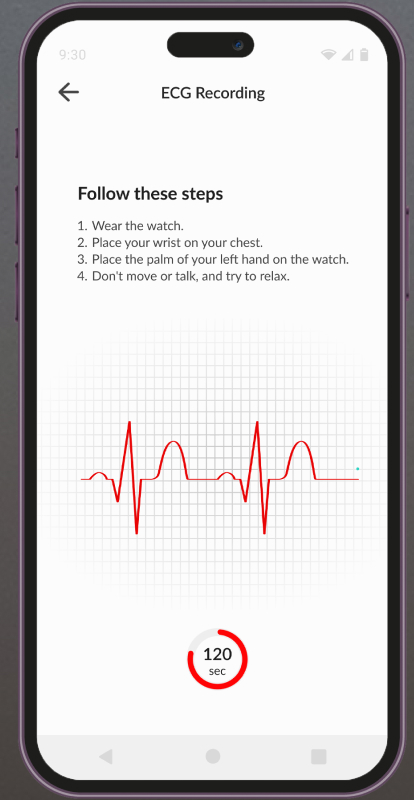 9:30
ECG Recording
Follow these steps
1. Wear the watch.
2. Place your wrist on your chest.
3. Place the palm of your left hand on the watch.
4. Don't move or talk, and try to relax.
120
sec